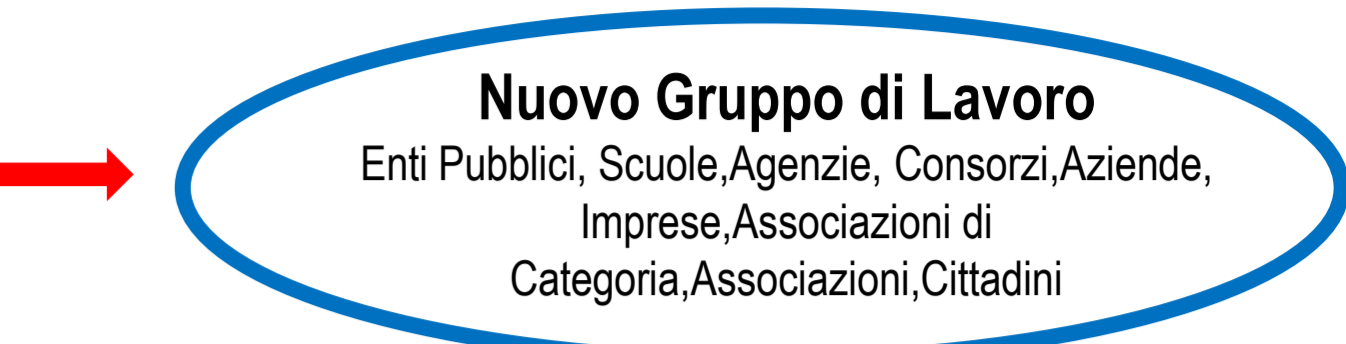 Nuovo Gruppo di Lavoro
Enti Pubblici, Scuole,Agenzie, Consorzi,Aziende,
Imprese,Associazioni di
Categoria,Associazioni,Cittadini